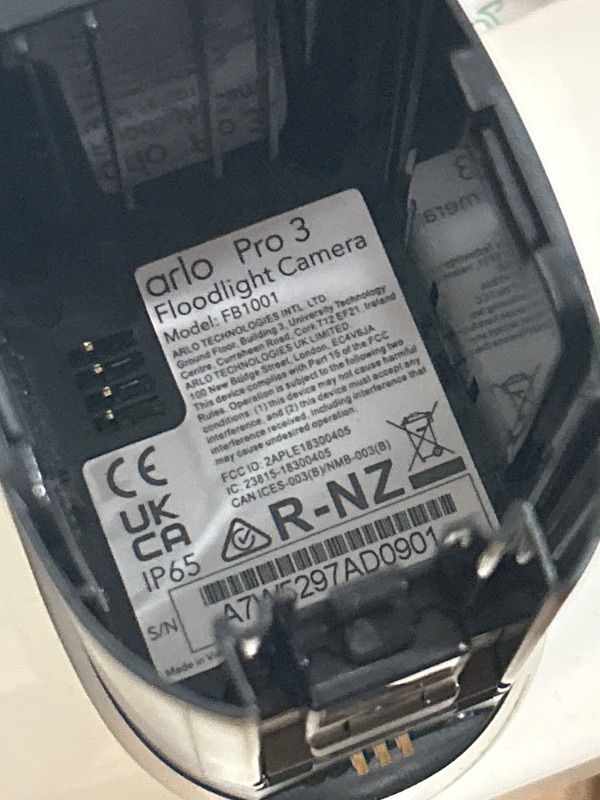 arlo Pro 3
Floodlight Camera
Model: FB1001
ARLO TECHNOLOGIES INTL. LTD
Ground Floor, Building 3, University Technology
Centre, Curraheen Road, Cork T12 EF21, Ireland
ARLO TECHNOLOGIES UK LIMITED
100 New Bridge Street, London, EC4V6JA
This device complies with Part 15 of the FCC
Rules. Operation is subject to the following two
conditions: (1) this device may not cause harmful
interference, and (2) this device must accept any
interference received, including interference that
may cause undesired operation.
FCC ID: 2APLE18300405
IC: 23815-18300405
CAN ICES-003(B)/NMB-003(B)
CE
UK
CA
R-NZ
IP65
S/N
A7W5297AD0901
Made in